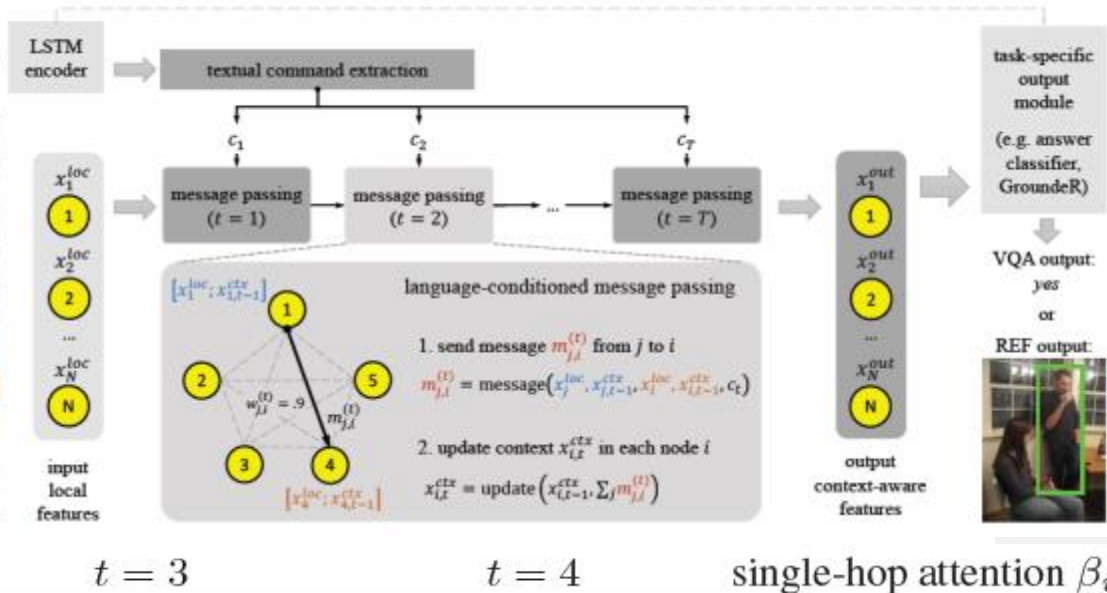 LSTM
encoder
textual command extraction
task-specific
output
module
(e.g. answer
classifier,
GroundeR)
c_1
c_2
c_T
x_1^{loc}
1
x_2^{loc}
2
...
x_N^{loc}
N
input
local
features
message passing
(t = 1)
message passing
(t = 2)
...
message passing
(t = T)
x_1^{out}
1
x_2^{out}
2
...
x_N^{out}
N
output
context-aware
features
VQA output:
yes
or
REF output:
[x_1^{loc}; x_{1,t-1}^{ctx}]
1
2
5
w_{j,i}^{(t)} = .9
m_{j,i}^{(t)}
3
4
[x_4^{loc}; x_{4,t-1}^{ctx}]
language-conditioned message passing
1. send message m_{j,i}^{(t)} from j to i
m_{j,i}^{(t)} = message(x_j^{loc}, x_{j,t-1}^{ctx}, x_i^{loc}, x_{i,t-1}^{ctx}, c_t)
2. update context x_{i,t}^{ctx} in each node i
x_{i,t}^{ctx} = update(x_{i,t-1}^{ctx}, ∑_j m_{j,i}^{(t)})
t = 3
t = 4
single-hop attention β